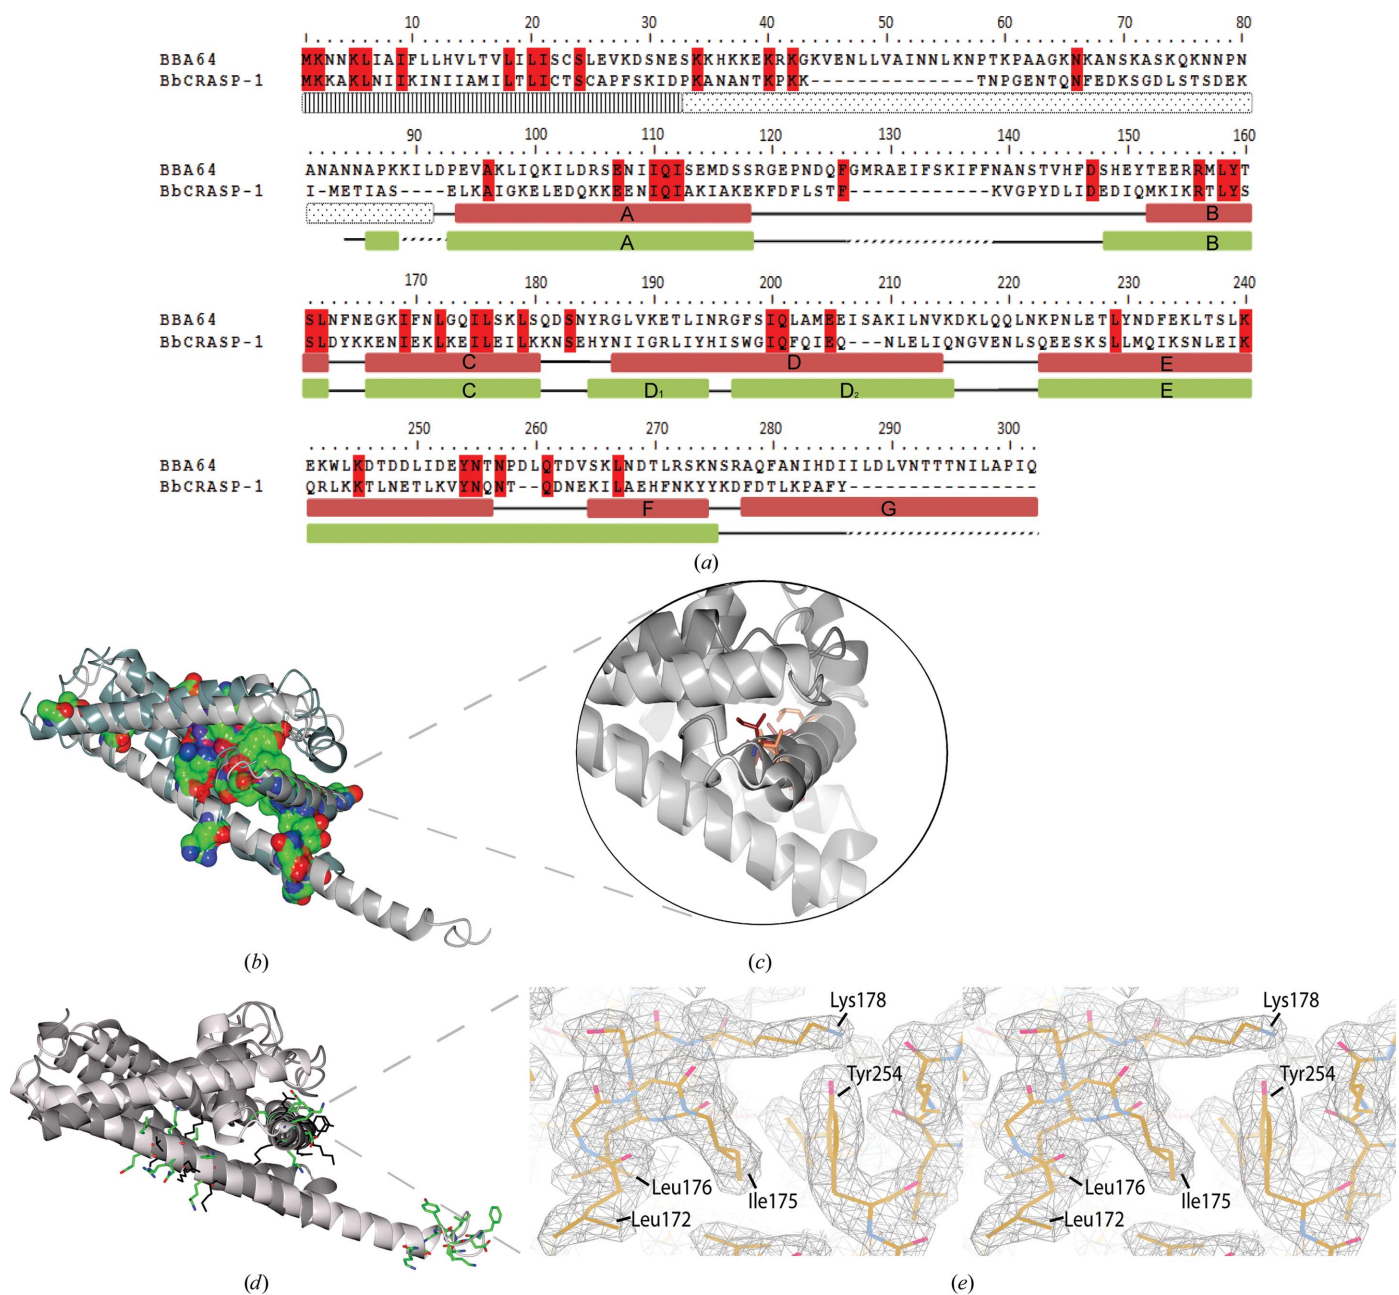 10 20 30 40 50 60 70 80
BBA64 MKNNKLIAIFLLHVLTVLILISCSLEVKDSNESKKHKKEKRKGKVENLLVAINNLKNPTKPAAGKNKANSKASKQKNNPN
BbCRASP-1 MKKAKLNIIKINIIAMILTLICTSCAPFSKIDPKANANTKPKK--------------TNPGENTQNFEDKSGDLSTSDEK
90 100 110 120 130 140 150 160
BBA64 ANANNAPKKILDPEVAKLIQKILDRSENIIQISEMDSSRGEPNDQFGMRAEIFSKIFFNANSTVHFDSHEYTEERRMLYT
BbCRASP-1 I-METIAS----ELKAIGKELEDQKKEENIQIAKIAKEKFDFLSTF------------KVGPYDLIDEDIQMKIKRTLYS
A B
A B
170 180 190 200 210 220 230 240
BBA64 SLNFNEGKIFNLGQILSKLSQDSNYRGLVKETLINRGFSIQLAMEEISAKILNVKDKLQQLNKPNLETLYNDFEKLTSLK
BbCRASP-1 SLDYKKENIEKLKEILEILKKNSEHYNIIGRLIYHISWGIQFQIEQ---NLELIQNGVENLSQEESKSLLMQIKSNLEIK
C D E
C D1 D2 E
250 260 270 280 290 300
BBA64 EKWLKDTDDLIDEYNTNPDLQTDVSKLNDTLRSKNSRAQFANIHDIILDLVNTTTNILAPIQ
BbCRASP-1 QRLKKTLNETLKVYNQNT--QDNEKILAEHFNKYYKDFDTLKPAFY----------------
F G
(a)
(b)
(c)
Lys178 Lys178
Tyr254 Tyr254
Leu176 Ile175 Leu176 Ile175
Leu172 Leu172
(d)
(e)